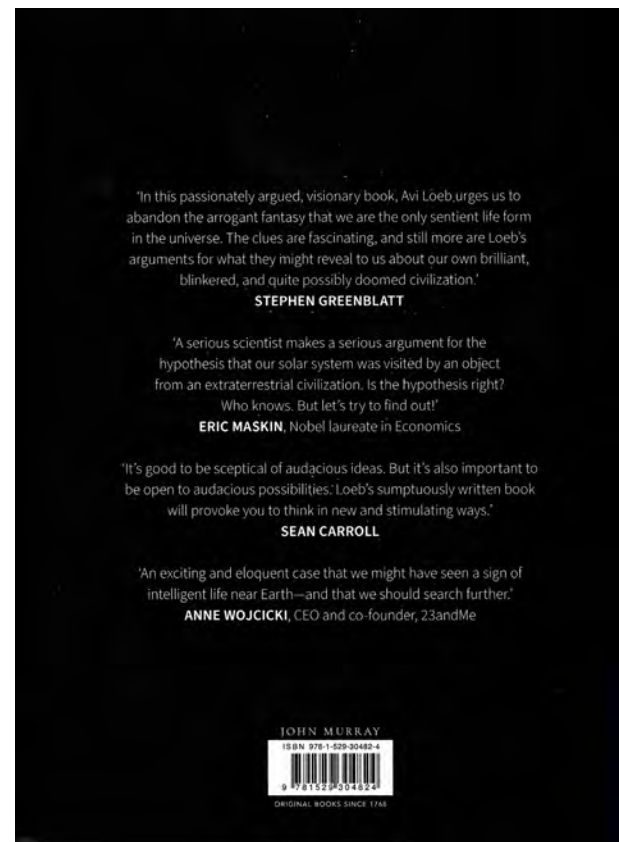 ‘In this passionately argued, visionary book, Avi Loeb urges us to
abandon the arrogant fantasy that we are the only sentient life form
in the universe. The clues are fascinating, and still more are Loeb’s
arguments for what they might reveal to us about our own brilliant,
blinkered, and quite possibly doomed civilization.’
STEPHEN GREENBLATT
‘A serious scientist makes a serious argument for the
hypothesis that our solar system was visited by an object
from an extraterrestrial civilization. Is the hypothesis right?
Who knows. But let’s try to find out!’
ERIC MASKIN, Nobel laureate in Economics
‘It’s good to be sceptical of audacious ideas. But it’s also important to
be open to audacious possibilities. Loeb’s sumptuously written book
will provoke you to think in new and stimulating ways.’
SEAN CARROLL
‘An exciting and eloquent case that we might have seen a sign of
intelligent life near Earth—and that we should search further.’
ANNE WOJCICKI, CEO and co-founder, 23andMe
JOHN MURRAY
ISBN 978-1-529-30482-4
9 781529 304824
ORIGINAL BOOKS SINCE 1768